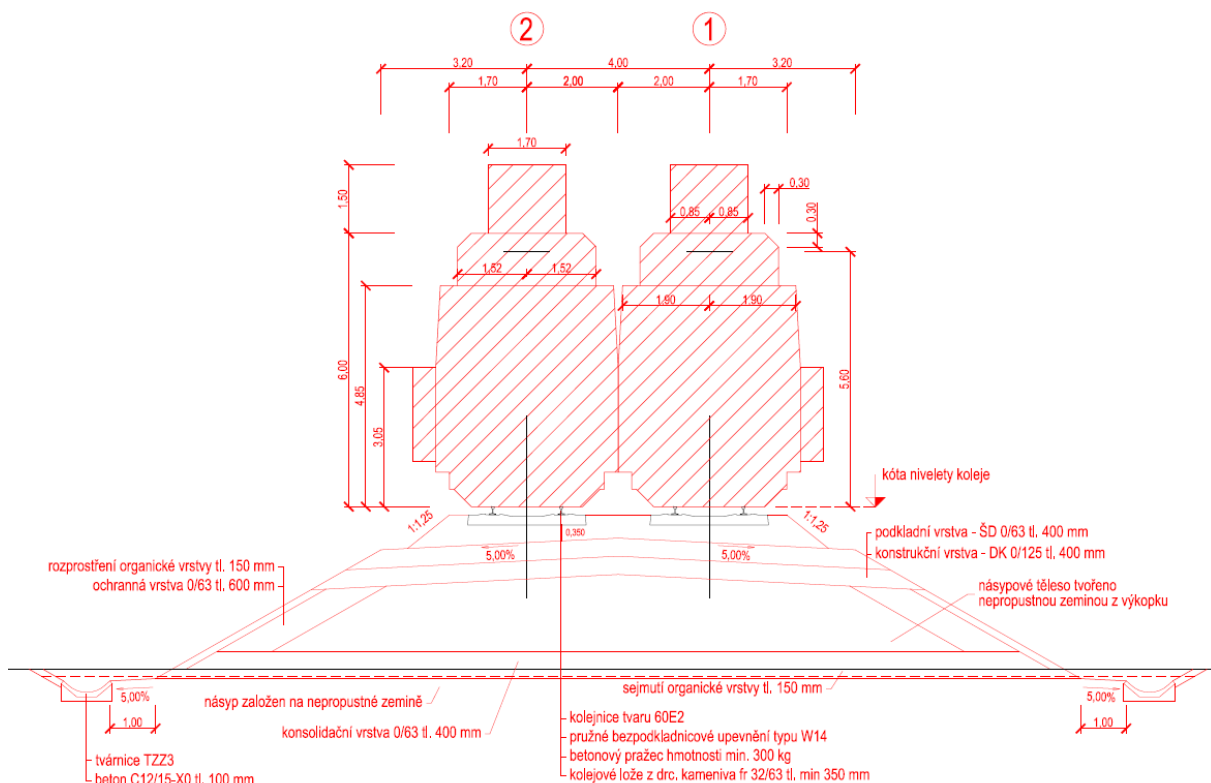 2 1
3.20 4,00 3.20
1,70 2,00 2,00 1,70
1,70
1.50
0,30
0,85 0,85
0.30
1,52 1,52
1.90 1.90
6.00
4.85
3,05
5.60
kóta nivelety koleje
1:1,25
1:1,25
0,350
5,00%
5,00%
podkladní vrstva - ŠD 0/63 tl. 400 mm
konstrukční vrstva - DK 0/125 tl, 400 mm
rozprostření organické vrstvy tl. 150 mm
ochranná vrstva 0/63 tl, 600 mm
násypové těleso tvořeno
nepropustnou zeminou z výkopku
5,00%
násyp založen na nepropustné zemině
sejmutí organické vrstvy tl, 150 mm
5,00%
1,00
konsolidační vrstva 0/63 tl. 400 mm
1,00
kolejnice tvaru 60E2
pružné bezpodkladnicové upevnění typu W14
betonový pražec hmotnosti min. 300 kg
kolejové lože z drc, kameniva fr 32/63 tl, min 350 mm
tvárnice TZZ3
beton C12/15-X0 tl, 100 mm